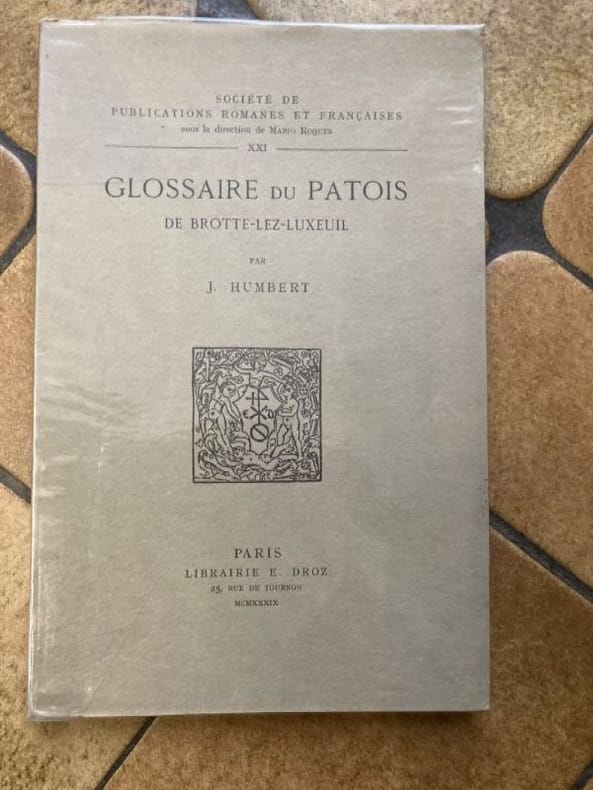 SOCIÉTÉ DE
PUBLICATIONS ROMANES ET FRANÇAISES
sous la direction de MARIO ROQUES
XXI
GLOSSAIRE DU PATOIS
DE BROTTE-LEZ-LUXEUIL
PAR
J. HUMBERT
E D
PARIS
LIBRAIRIE E. DROZ
25, RUE DE TOURNON
MCMXXXIX